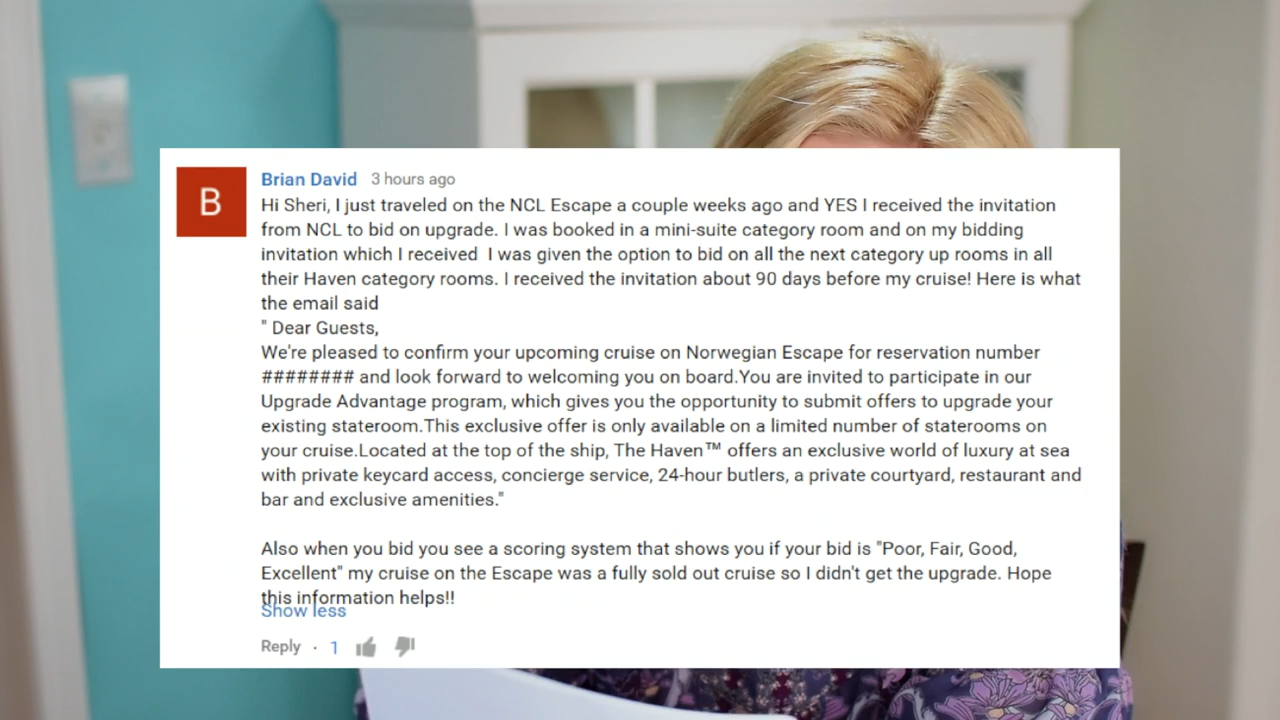 B
Brian David 3 hours ago
Hi Sheri, I just traveled on the NCL Escape a couple weeks ago and YES I received the invitation
from NCL to bid on upgrade. I was booked in a mini-suite category room and on my bidding
invitation which I received  I was given the option to bid on all the next category up rooms in all
their Haven category rooms. I received the invitation about 90 days before my cruise! Here is what
the email said
" Dear Guests,
We're pleased to confirm your upcoming cruise on Norwegian Escape for reservation number
######## and look forward to welcoming you on board.You are invited to participate in our
Upgrade Advantage program, which gives you the opportunity to submit offers to upgrade your
existing stateroom.This exclusive offer is only available on a limited number of staterooms on
your cruise.Located at the top of the ship, The Haven™ offers an exclusive world of luxury at sea
with private keycard access, concierge service, 24-hour butlers, a private courtyard, restaurant and
bar and exclusive amenities."
Also when you bid you see a scoring system that shows you if your bid is "Poor, Fair, Good,
Excellent" my cruise on the Escape was a fully sold out cruise so I didn't get the upgrade. Hope
this information helps!!
Show less
Reply · 1